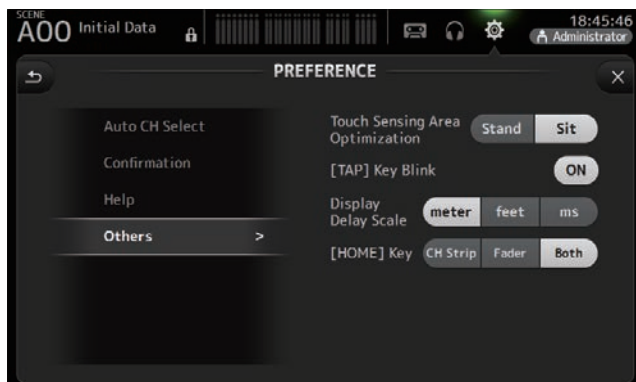 SCENE
A00 Initial Data
18:45:46
Administrator
PREFERENCE
Auto CH Select
Confirmation
Help
Others >
Touch Sensing Area
Optimization
Stand Sit
[TAP] Key Blink ON
Display
Delay Scale
meter feet ms
[HOME] Key CH Strip Fader Both